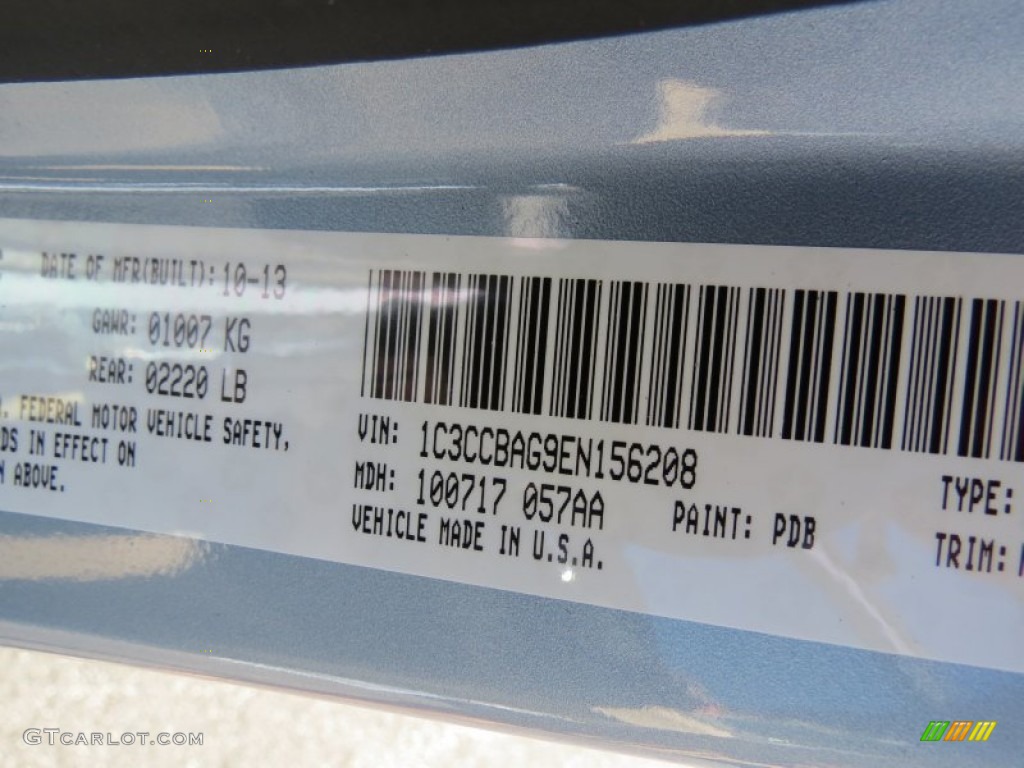 DATE OF MFR(BUILT): 10-13
GAWR: 01007 KG
REAR: 02220 LB
FEDERAL MOTOR VEHICLE SAFETY,
IN EFFECT ON
ABOVE.
VIN: 1C3CCBAG9EN156208
MDH: 100717 057AA
VEHICLE MADE IN U.S.A.
PAINT: PDB
TYPE:
TRIM:
GTCARLOT.COM